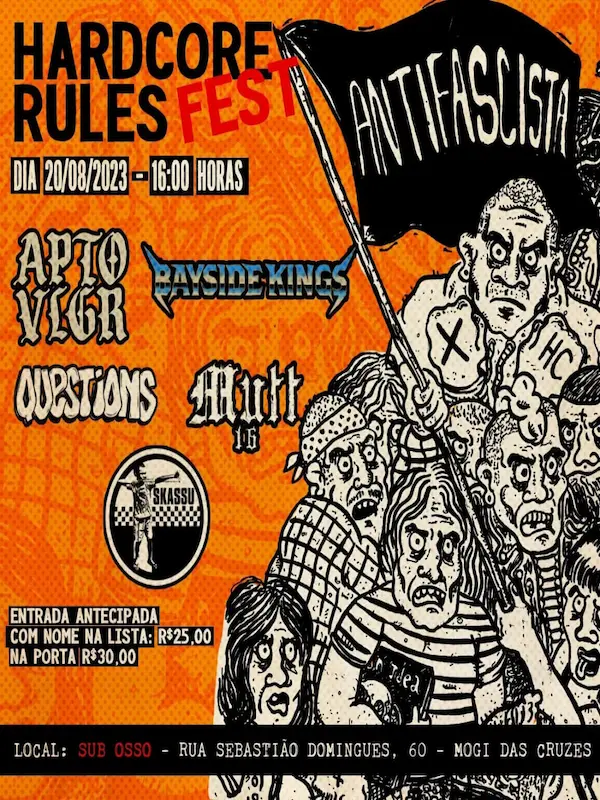 HARDCORE
RULES FEST
ANTIFASCISTA
DIA 20/08/2023 - 16:00 HORAS
APTO
VLGR
BAYSIDE KINGS
X
HC
QUESTIONS
Mutt
16
SKASSU
ENTRADA ANTECIPADA
COM NOME NA LISTA: R$25,00
NA PORTA R$30,00
LOCAL: SUB OSSO - RUA SEBASTIÃO DOMINGUES, 60 - MOGI DAS CRUZES